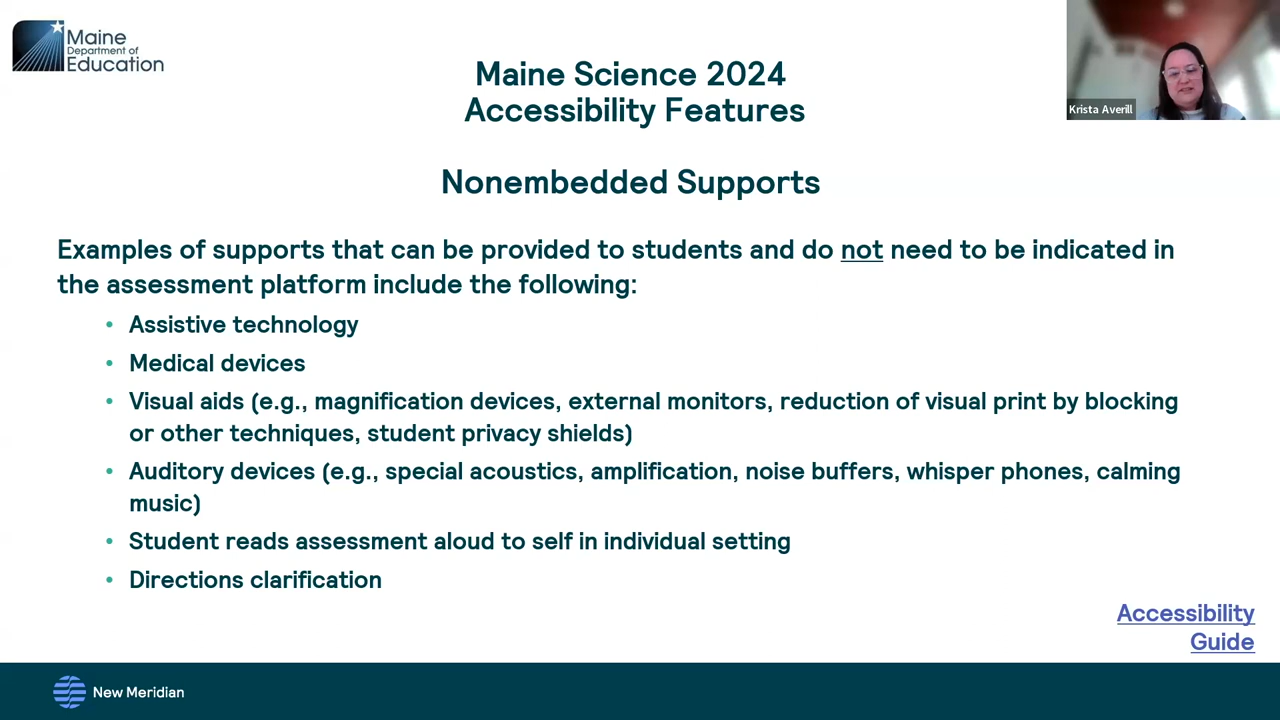 Maine
Department of
Education
Maine Science 2024
Accessibility Features
Krista Averill
Nonembedded Supports
Examples of supports that can be provided to students and do not need to be indicated in
the assessment platform include the following:
• Assistive technology
• Medical devices
• Visual aids (e.g., magnification devices, external monitors, reduction of visual print by blocking
or other techniques, student privacy shields)
• Auditory devices (e.g., special acoustics, amplification, noise buffers, whisper phones, calming
music)
• Student reads assessment aloud to self in individual setting
• Directions clarification
Accessibility
Guide
New Meridian